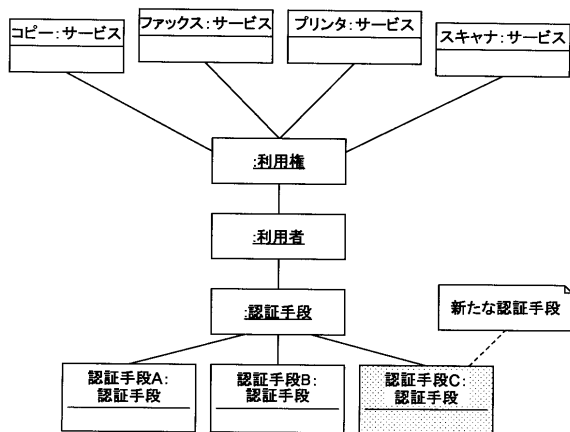 コピー:サービス
ファックス:サービス
プリンタ:サービス
スキャナ:サービス
:利用権
:利用者
:認証手段
新たな認証手段
認証手段A:
認証手段
認証手段B:
認証手段
認証手段C:
認証手段